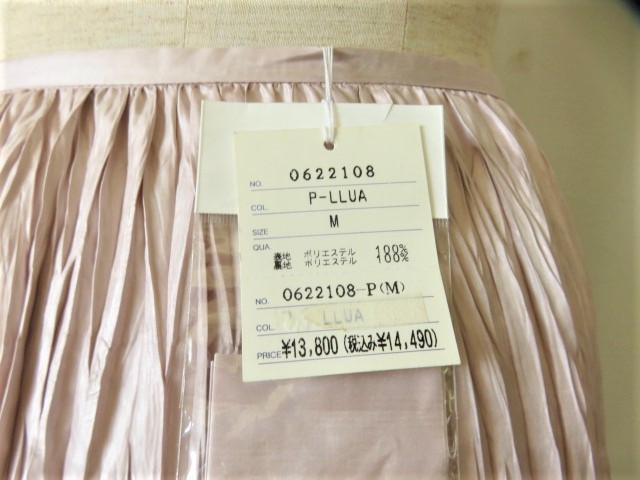 NO. 0622108
COL. P-LLUA
SIZE M
QUA.
表地 ポリエステル 100%
裏地 ポリエステル 100%
NO. 0622108-P(M)
COL. LLUA
PRICE ¥13,800(税込み¥14,490)